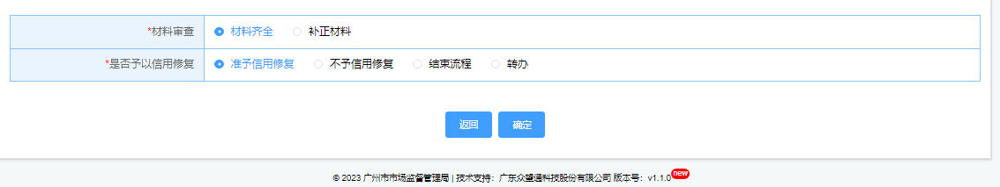 *材料审查 材料齐全 补正材料
*是否予以信用修复 准予信用修复 不予信用修复 结束流程 转办
返回 确定
© 2023 广州市市场监督管理局 | 技术支持：广东众望通科技股份有限公司 版本号：v1.1.0 new